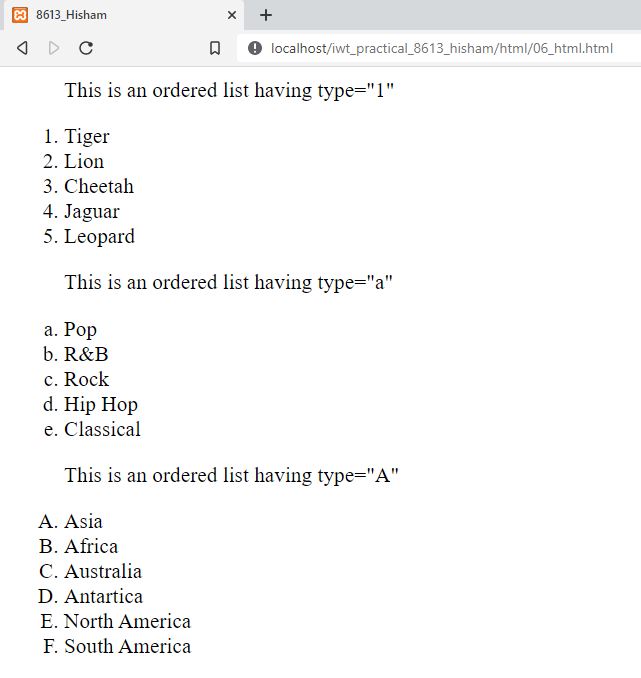 8613_Hisham
localhost/iwt_practical_8613_hisham/html/06_html.html
This is an ordered list having type="1"
1. Tiger
2. Lion
3. Cheetah
4. Jaguar
5. Leopard
This is an ordered list having type="a"
a. Pop
b. R&B
c. Rock
d. Hip Hop
e. Classical
This is an ordered list having type="A"
A. Asia
B. Africa
C. Australia
D. Antartica
E. North America
F. South America